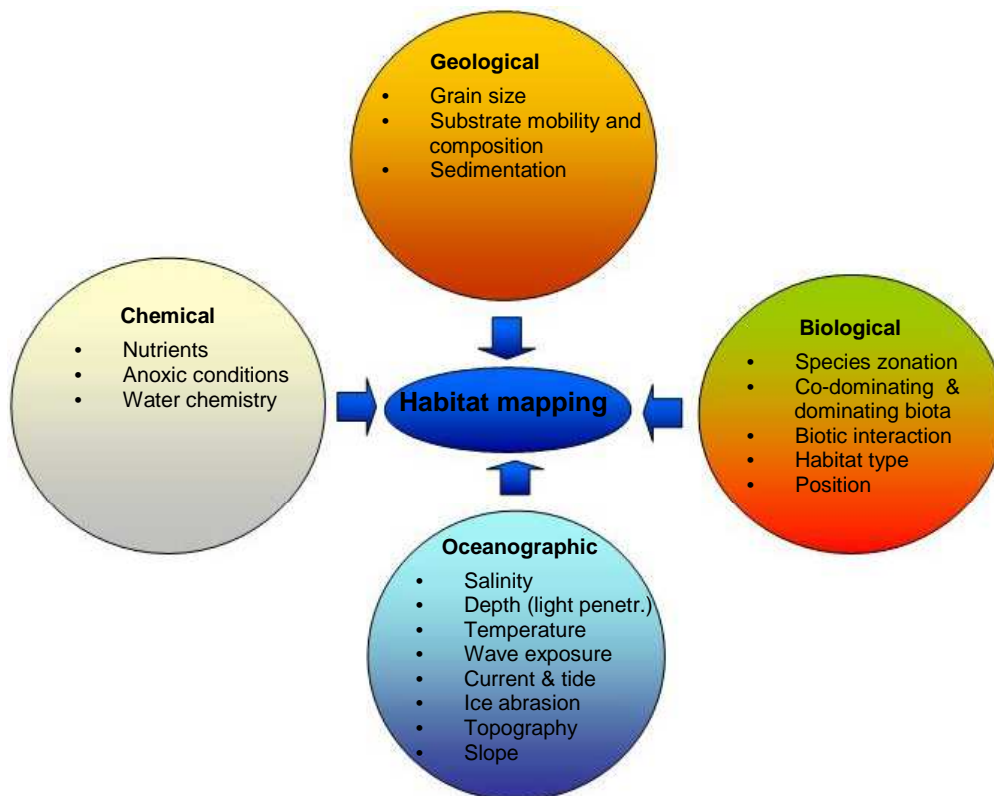 Geological
• Grain size
• Substrate mobility and
composition
• Sedimentation
Chemical
• Nutrients
• Anoxic conditions
• Water chemistry
Habitat mapping
Biological
• Species zonation
• Co-dominating &
dominating biota
• Biotic interaction
• Habitat type
• Position
Oceanographic
• Salinity
• Depth (light penetr.)
• Temperature
• Wave exposure
• Current & tide
• Ice abrasion
• Topography
• Slope